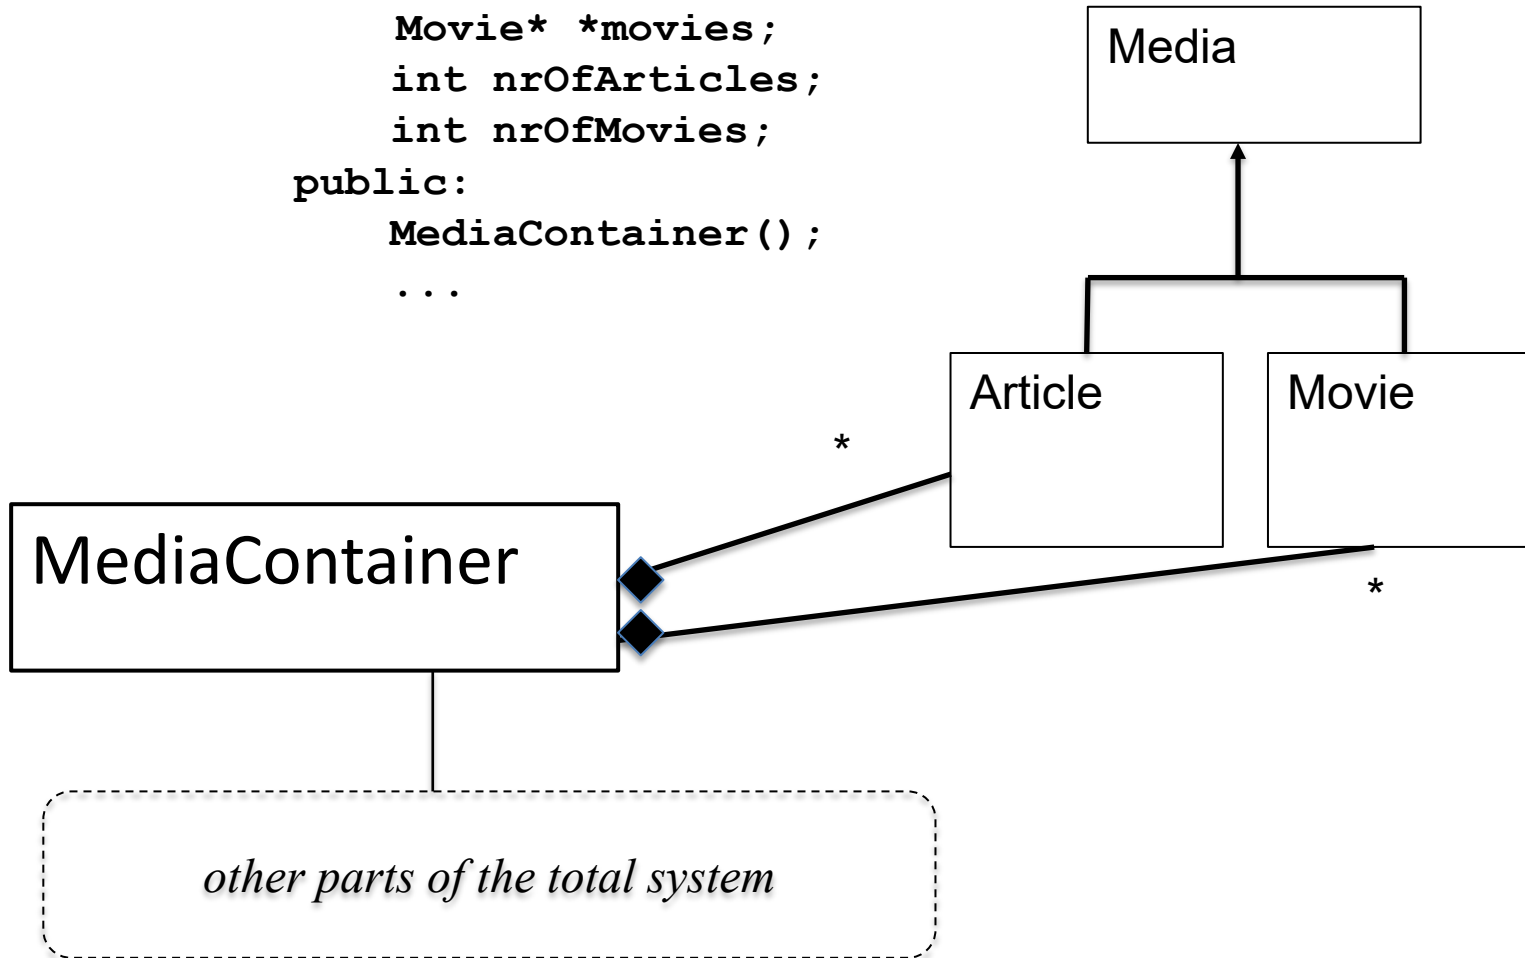 Movie* *movies;
int nrOfArticles;
int nrOfMovies;
public:
MediaContainer();
...
Media
Article
Movie
*
MediaContainer
*
other parts of the total system